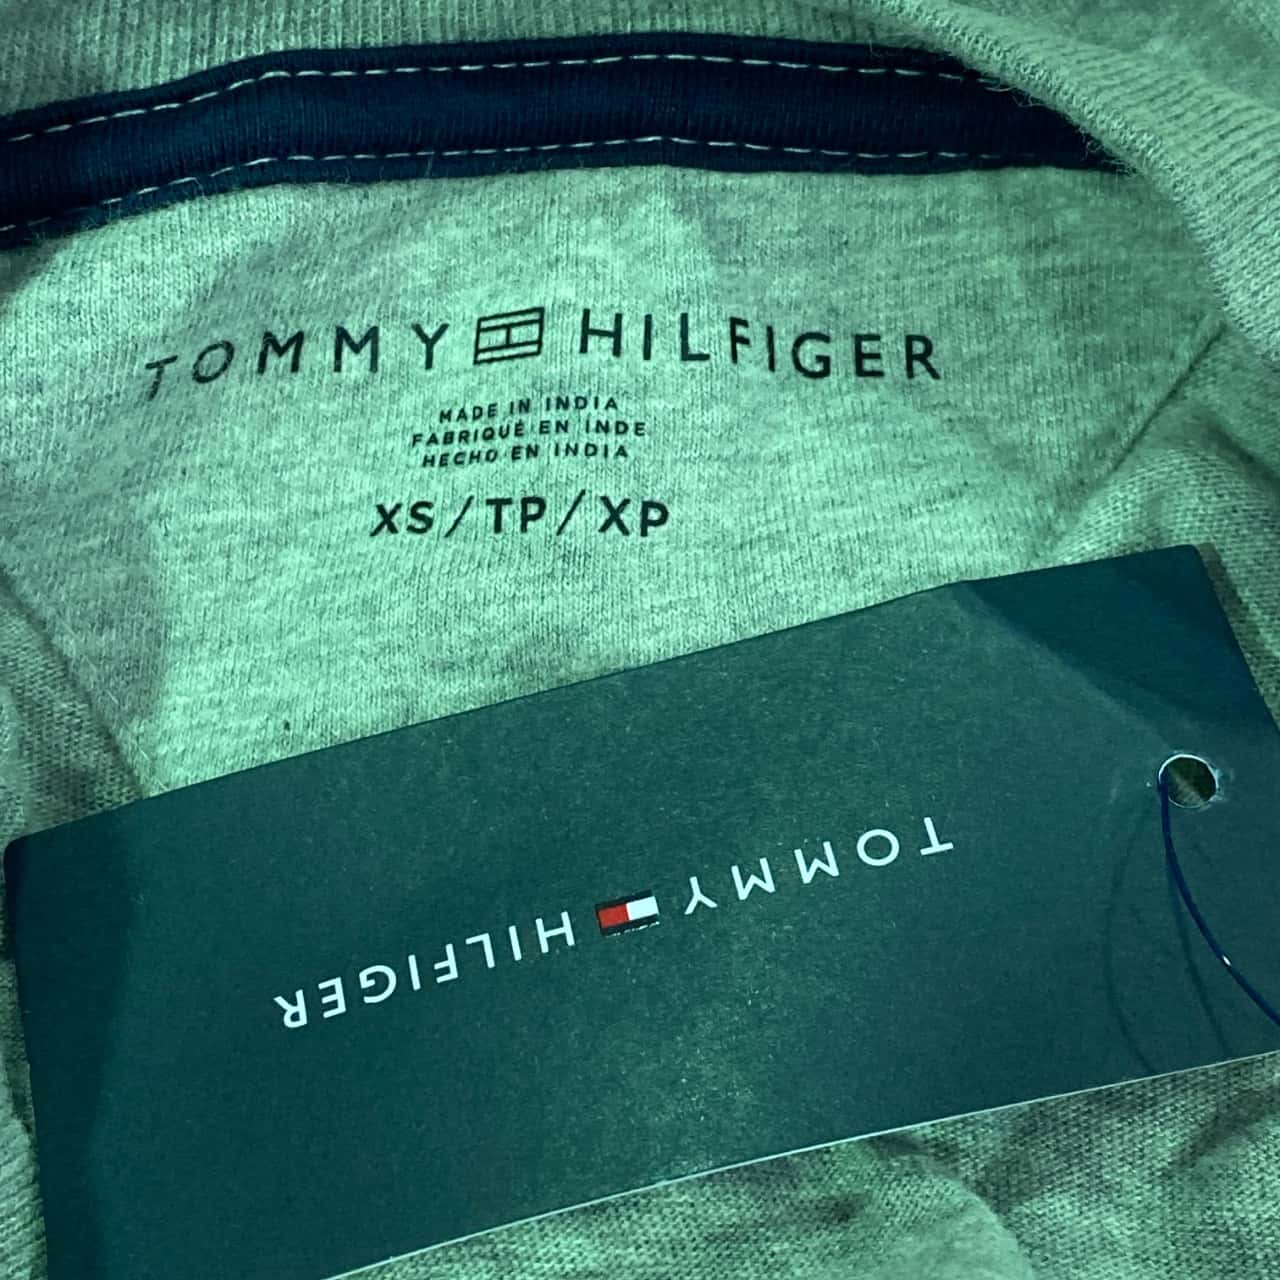 TOMMY HILFIGER
MADE IN INDIA
FABRIQUÉ EN INDE
HECHO EN INDIA
XS/TP/XP
TOMMY HILFIGER